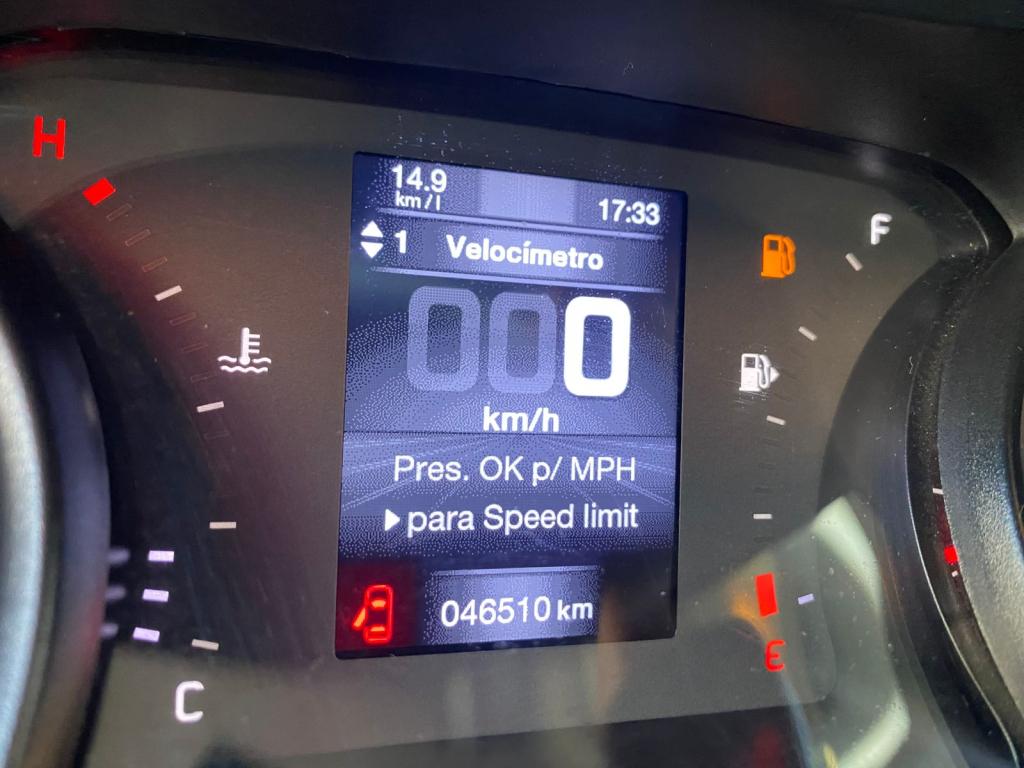 H
14.9
km/l
17:33
1 Velocímetro
000
km/h
F
Pres. OK p/ MPH
para Speed limit
046510 km
E
C